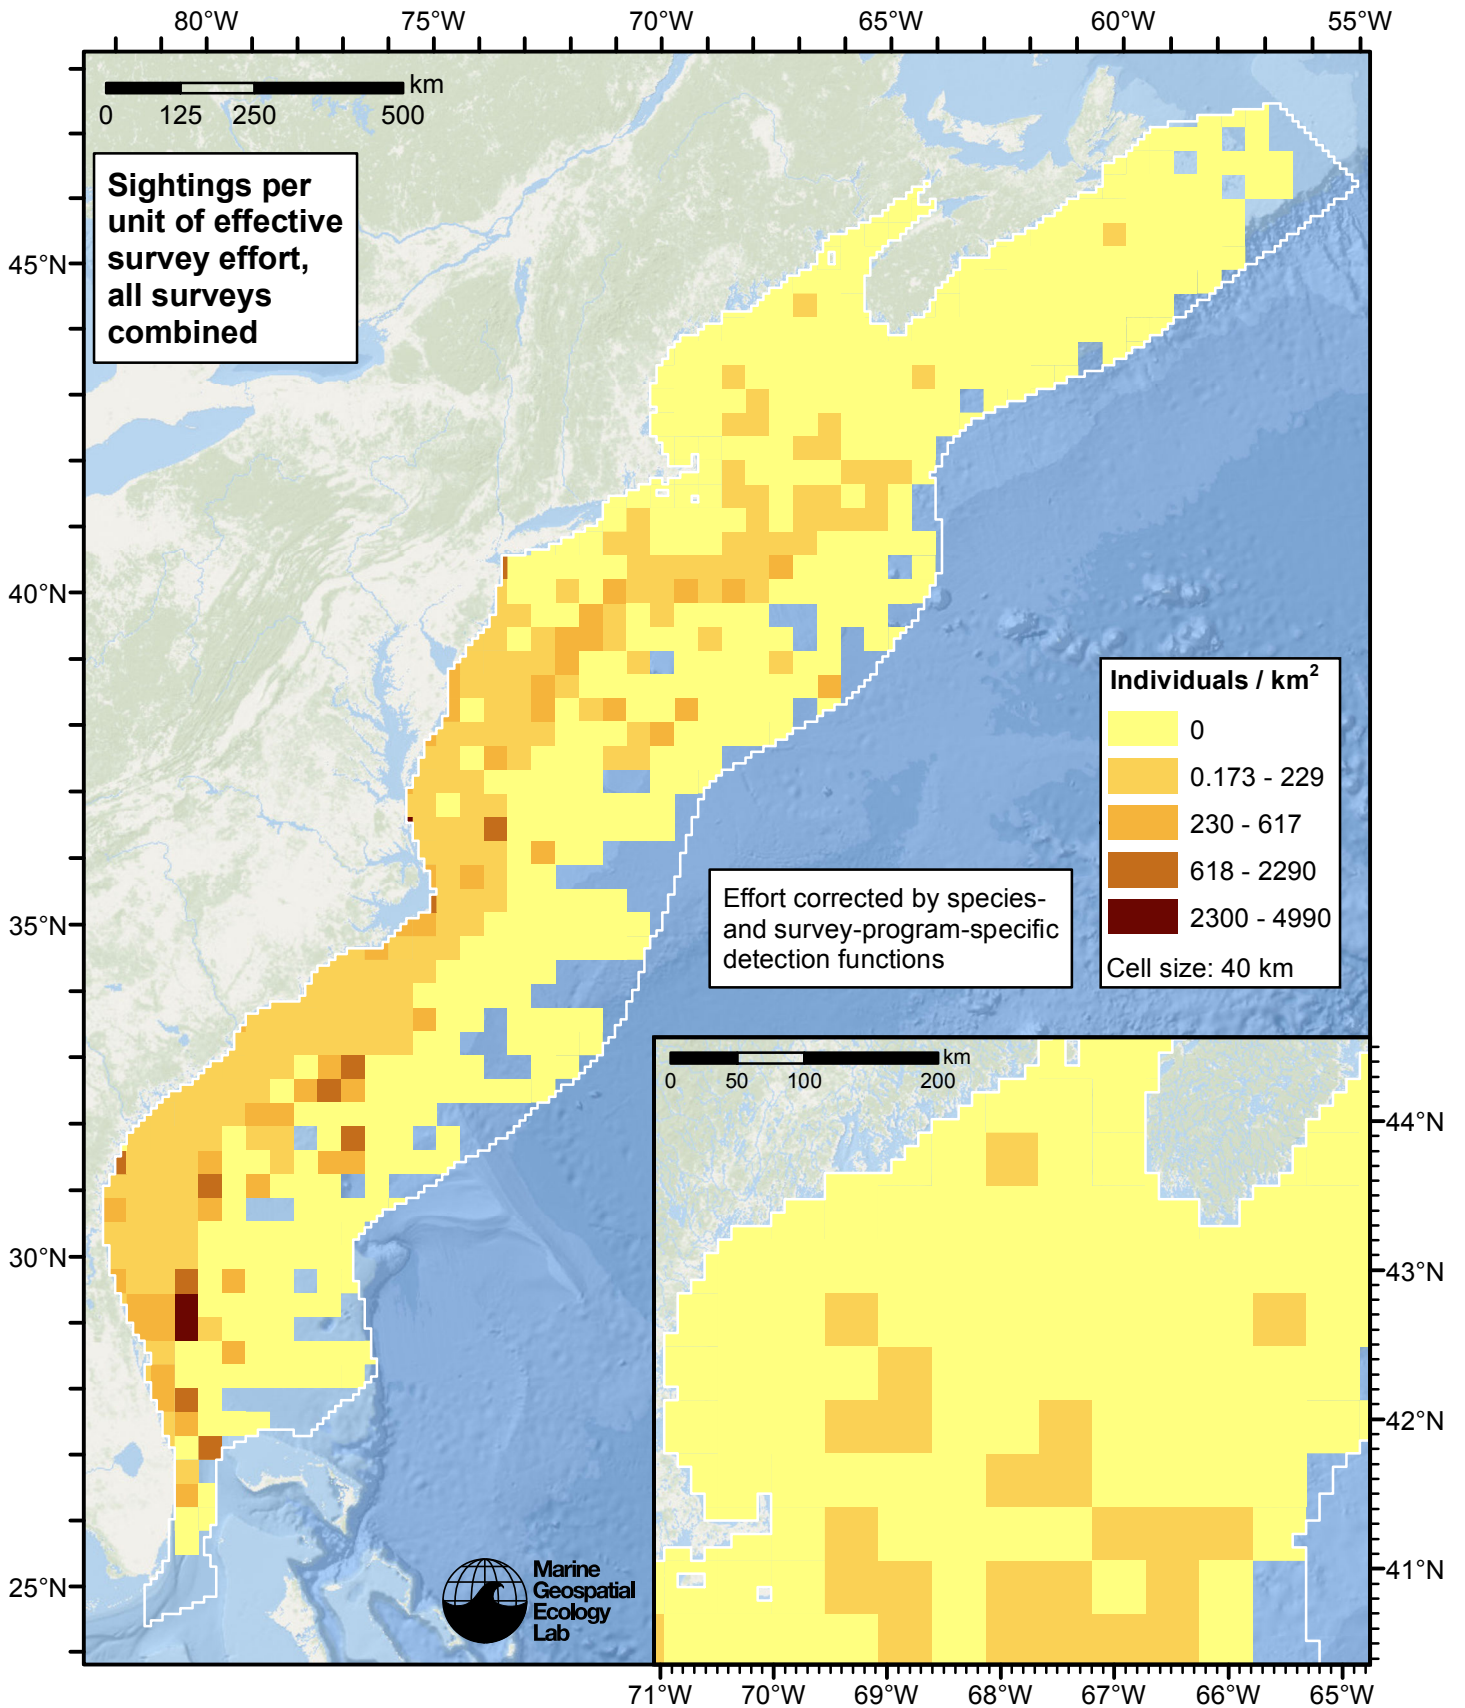 80°W 75°W 70°W 65°W 60°W 55°W
km
0 125 250 500
Sightings per
unit of effective
survey effort,
all surveys
combined
45°N
40°N
35°N
30°N
25°N
Individuals / km²
0
0.173 - 229
230 - 617
618 - 2290
2300 - 4990
Cell size: 40 km
Effort corrected by species-
and survey-program-specific
detection functions
km
0 50 100 200
44°N
43°N
42°N
41°N
Marine
Geospatial
Ecology
Lab
71°W 70°W 69°W 68°W 67°W 66°W 65°W